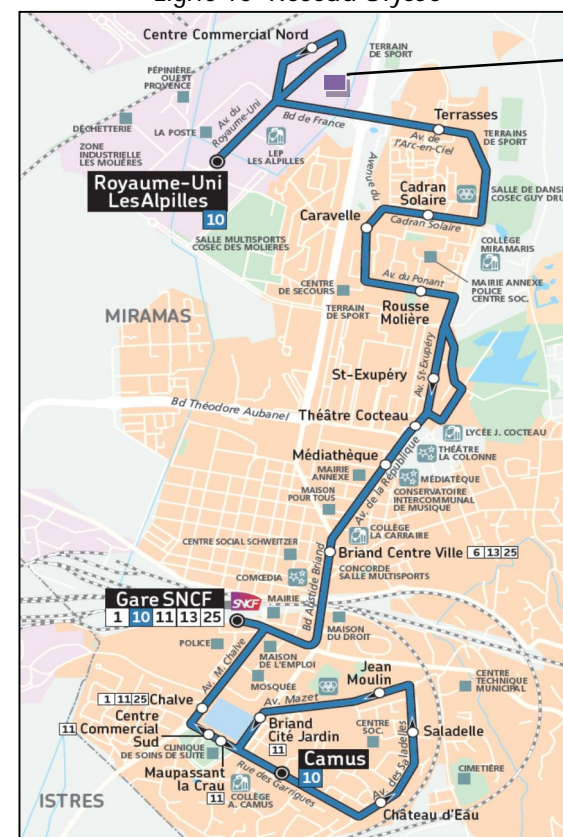 Centre Commercial Nord
TERRAIN
DE SPORT
PÉPINIÈRE
OUEST
PROVENCE
Av. du
Royaume-Uni
DÉCHETTERIE
LA POSTE
ZONE
INDUSTRIELLE
LES MOLIÈRES
LEP
LES ALPILLES
Bd de France
Terrasses
Av. de
l'Arc-en-Ciel
TERRAINS
DE SPORT
Royaume-Uni
Les Alpilles
10
Avenue du
Cadran
Solaire
SALLE DE DANS
COSEC GUY DRU
Caravelle
Cadran Solaire
SALLE MULTISPORTS
COSEC DES MOLIERES
COLLÈGE
MIRAMARIS
Av. du Ponant
MAIRIE ANNEXE
POLICE
CENTRE SOC.
CENTRE
DE SECOURS
TERRAIN
DE SPORT
Rousse
Molière
MIRAMAS
St-Exupéry
Av. St-Exupéry
Bd Théodore Aubanel
Théâtre Cocteau
LYCÉE J. COCTEAU
Médiathèque
THÉÂTRE
LA COLONNE
MAIRIE
ANNEXE
MÉDIATÈQUE
MAISON
POUR TOUS
Av. de la République
CONSERVATOIRE
INTERCOMMUNAL
DE MUSIQUE
COLLÈGE
LA CARRAIRE
CENTRE SOCIAL SCHWEITZER
Briand Centre Ville 6 13 25
COMŒDIA
Bd Aristide Briand
CONCORDE
SALLE MULTISPORTS
Gare SNCF
SNCF
1 10 11 13 25
MAIRIE
MAISON
DU DROIT
POLICE
Av. M. Chalve
MAISON
DE L'EMPLOI
MOSQUÉE
Jean
Moulin
CENTRE
TECHNIQUE
MUNICIPAL
1 11 25 Chalve
Av. Mazet
Centre
11 Commercial
Sud
Briand
Cité Jardin
11
CENTRE
SOC.
Saladelle
CLINIQUE
DE SOINS DE SUITE
Camus
10
Maupassant
la Crau
11
COLLÈGE
A. CAMUS
Rue des Garrigues
Av. des Saladelles
CIMETIÈRE
Château d'Eau
ISTRES